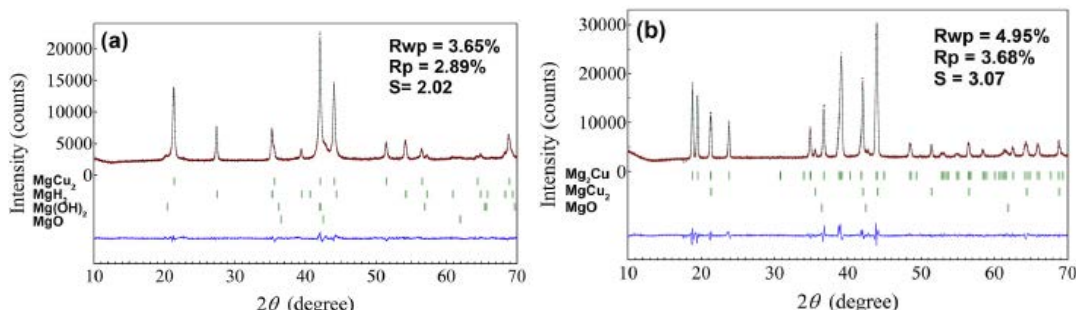 (a)
Rwp = 3.65%
Rp = 2.89%
S= 2.02
Intensity (counts)
20000
15000
10000
5000
0
MgCu₂
MgH₂
Mg(OH)₂
MgO
10 20 30 40 50 60 70
2θ (degree)
(b)
Rwp = 4.95%
Rp = 3.68%
S = 3.07
Intensity (counts)
30000
20000
10000
0
Mg₂Cu
MgCu₂
MgO
10 20 30 40 50 60 70
2θ (degree)